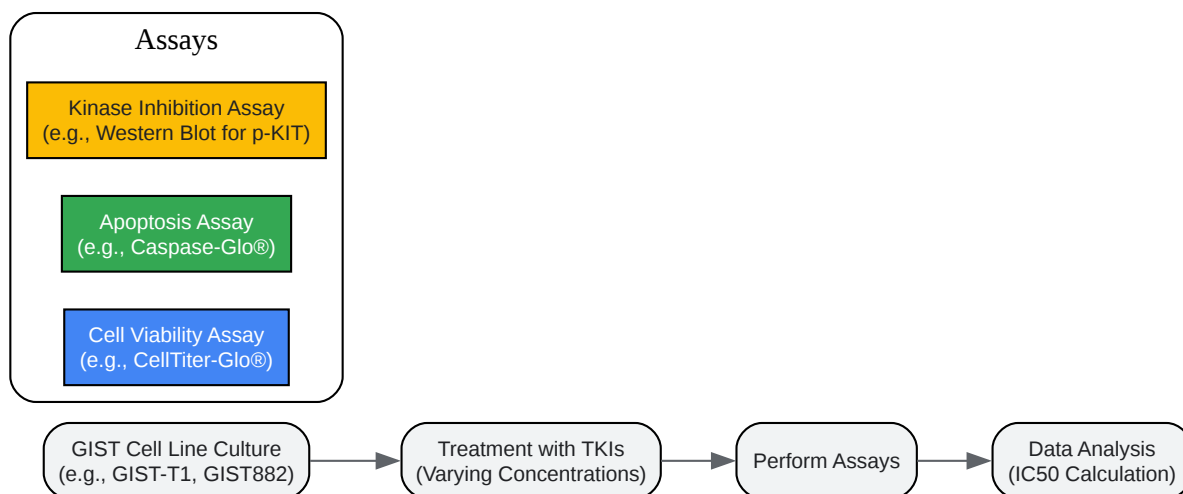 Assays
Kinase Inhibition Assay
(e.g., Western Blot for p-KIT)
Apoptosis Assay
(e.g., Caspase-Glo®)
Cell Viability Assay
(e.g., CellTiter-Glo®)
GIST Cell Line Culture
(e.g., GIST-T1, GIST882)
Treatment with TKIs
(Varying Concentrations)
Perform Assays
Data Analysis
(IC50 Calculation)